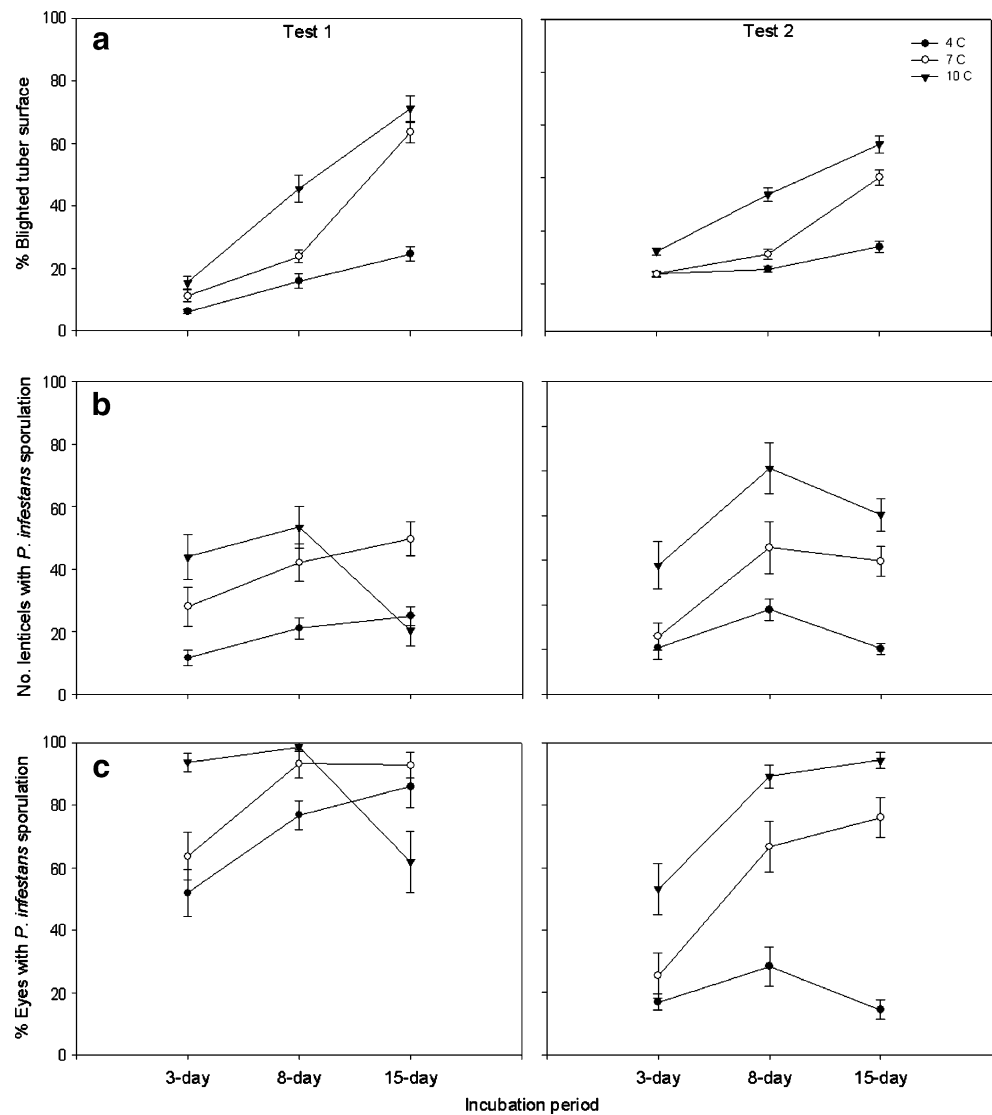 a
Test 1
Test 2
4 C
7 C
10 C
% Blighted tuber surface
100
80
60
40
20
0
b
No. lenticels with P. infestans sporulation
100
80
60
40
20
0
c
% Eyes with P. infestans sporulation
100
80
60
40
20
0
3-day 8-day 15-day
3-day 8-day 15-day
Incubation period